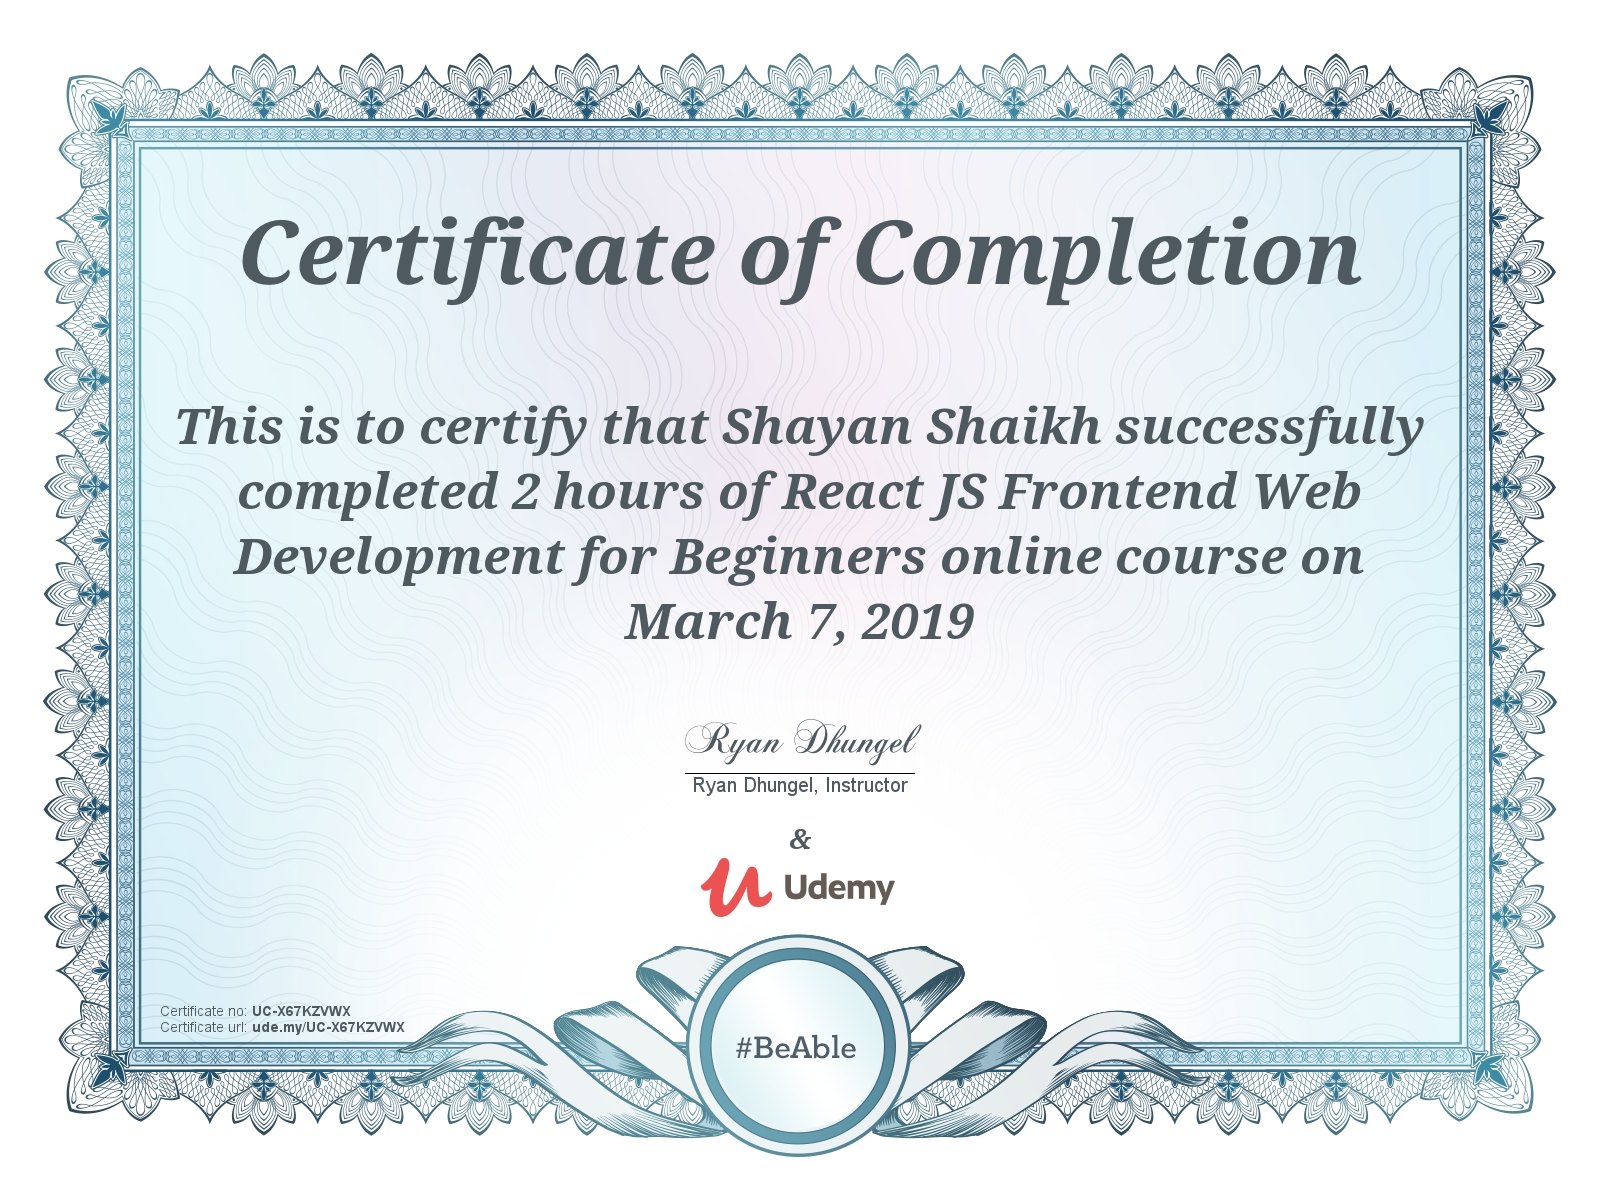 Certificate of Completion
This is to certify that Shayan Shaikh successfully
completed 2 hours of React JS Frontend Web
Development for Beginners online course on
March 7, 2019
Ryan Dhungel
Ryan Dhungel, Instructor
&
Udemy
Certificate no: UC-X67KZVWX
Certificate url: ude.my/UC-X67KZVWX
#BeAble